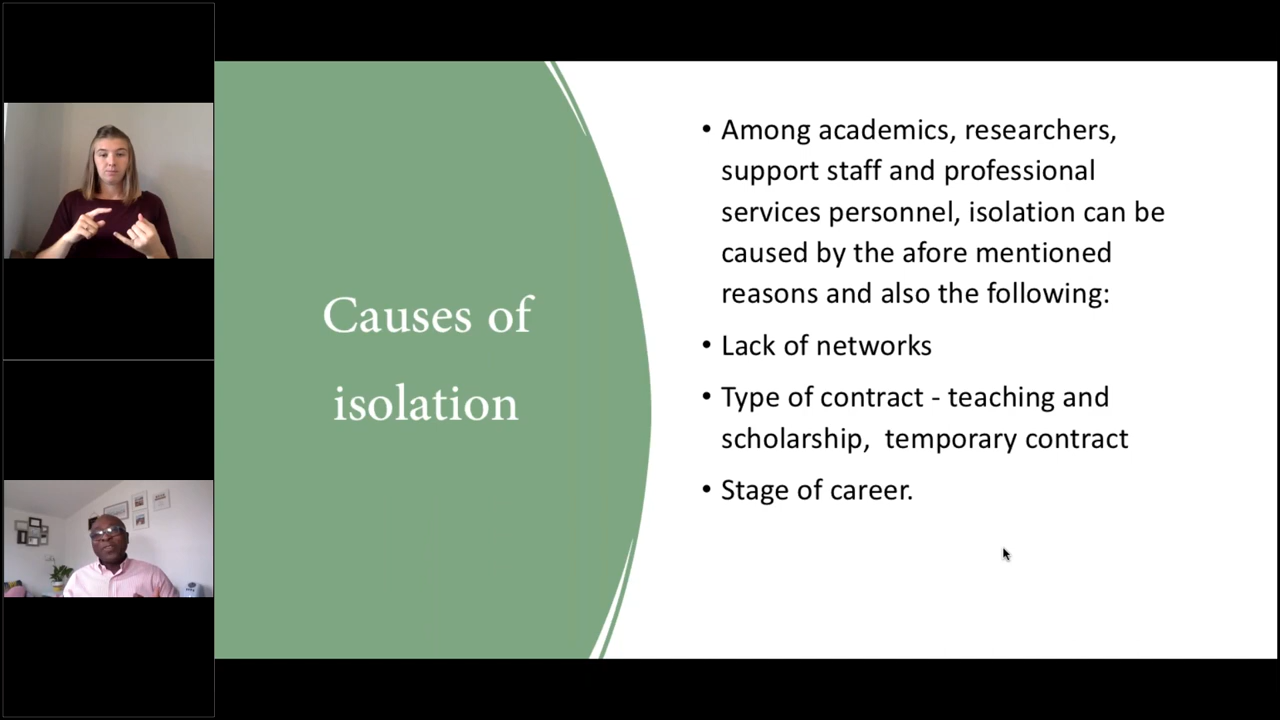 Causes of
isolation
• Among academics, researchers,
support staff and professional
services personnel, isolation can be
caused by the afore mentioned
reasons and also the following:
• Lack of networks
• Type of contract - teaching and
scholarship,  temporary contract
• Stage of career.